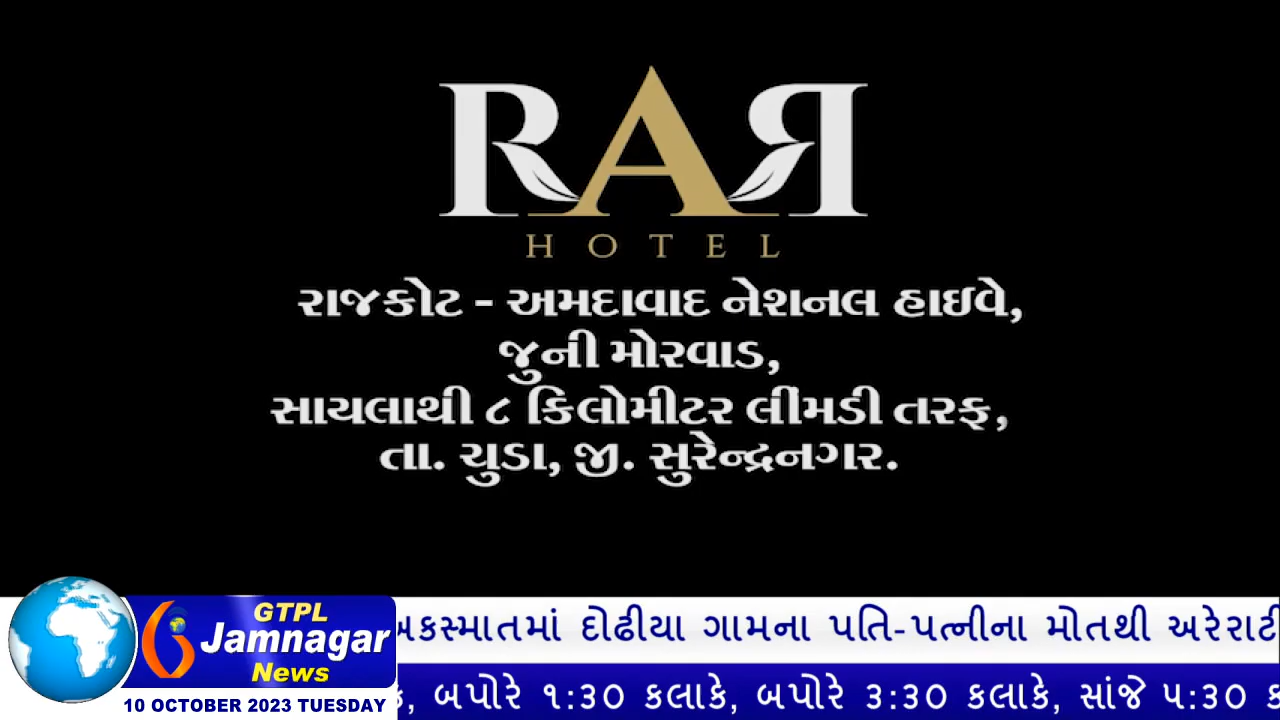 RAR
HOTEL
રાજકોટ - અમદાવાદ નેશનલ હાઇવે,
જુની મોરવાડ,
સાયલાથી ૮ કિલોમીટર લીંમડી તરફ,
તા. ચુડા, જી. સુરેન્દ્રનગર.
GTPL
Jamnagar
News
10 OCTOBER 2023 TUESDAY
અકસ્માતમાં દોઢીયા ગામના પતિ-પત્નીના મોતથી અરેરાટી
, બપોરે ૧:૩૦ કલાકે, બપોરે ૩:૩૦ કલાકે, સાંજે ૫:૩૦